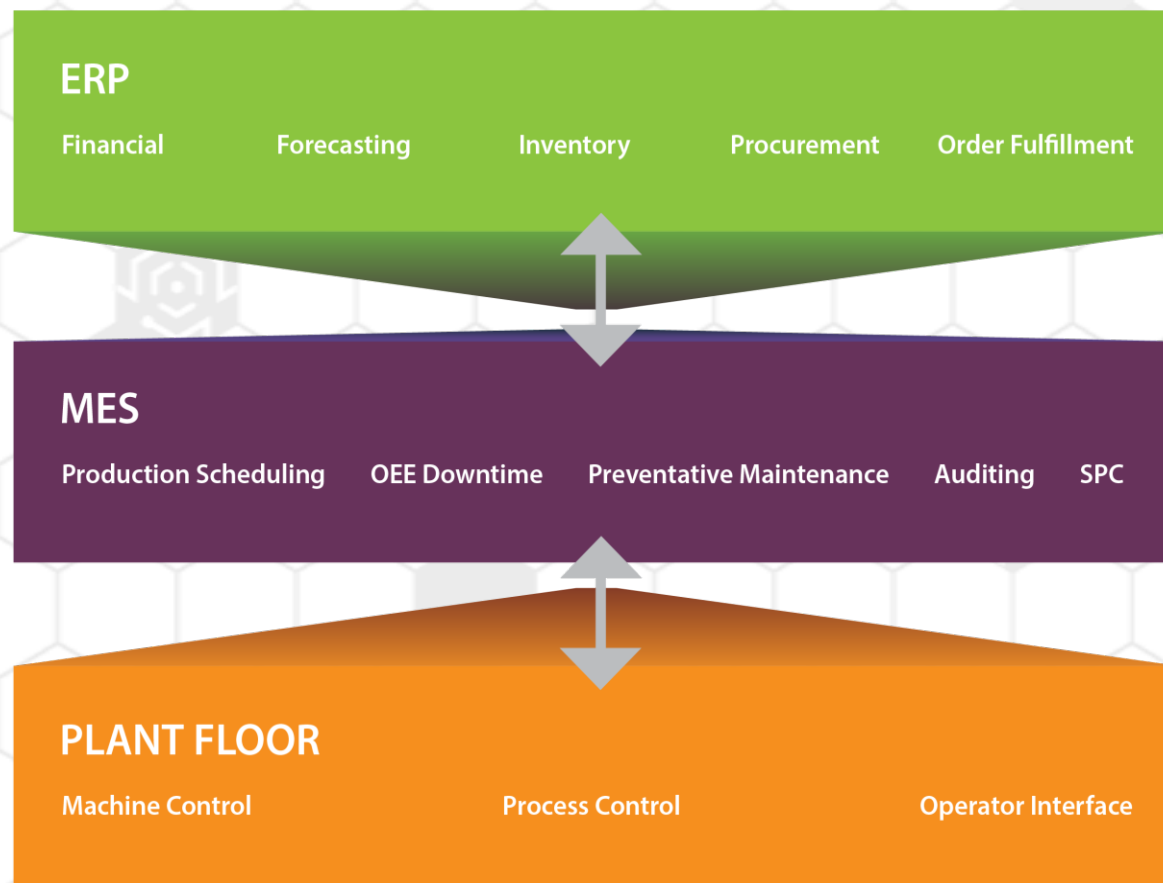 ERP
Financial Forecasting Inventory Procurement Order Fulfillment
MES
Production Scheduling OEE Downtime Preventative Maintenance Auditing SPC
PLANT FLOOR
Machine Control Process Control Operator Interface